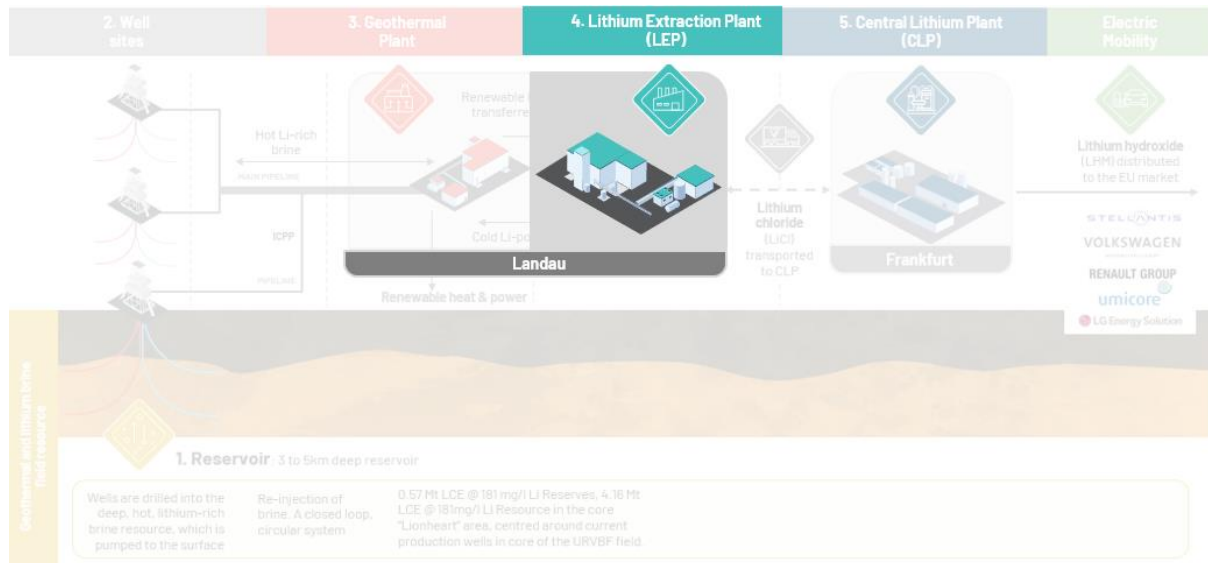 2. Well
sites
3. Geothermal
Plant
4. Lithium Extraction Plant
(LEP)
5. Central Lithium Plant
(CLP)
Electric
Mobility
Renewable
transferre
Hot Li-rich
brine
MAIN PIPELINE
ICPP
PIPELINE
Cold Li-po
Landau
Renewable heat & power
Lithium
chloride
(LiCl)
transported
to CLP
Frankfurt
Lithium hydroxide
(LHM) distributed
to the EU market
STELLANTIS
VOLKSWAGEN
RENAULT GROUP
umicore
LG Energy Solution
Geothermal and lithium brine
field resource
1. Reservoir: 3 to 5km deep reservoir
Wells are drilled into the
deep, hot, lithium-rich
brine resource, which is
pumped to the surface
Re-injection of
brine. A closed loop,
circular system
0.57 Mt LCE @ 181 mg/l Li Reserves, 4.16 Mt
LCE @ 181mg/l Li Resource in the core
"Lionheart" area, centred around current
production wells in core of the URVBF field.